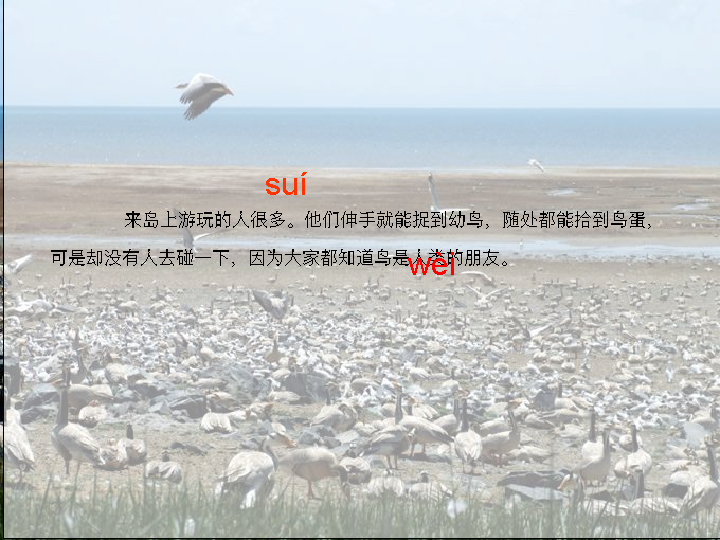 suí
来岛上游玩的人很多。他们伸手就能捉到幼鸟，随处都能拾到鸟蛋，
可是却没有人去碰一下，因为大家都知道鸟是人类的朋友。
wèi